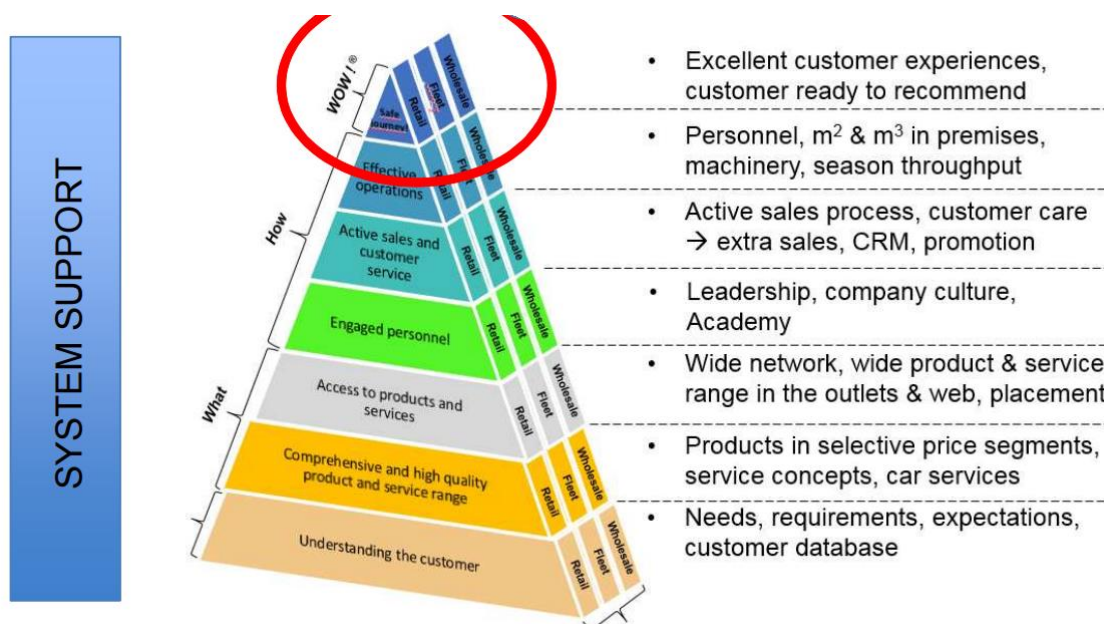 SYSTEM SUPPORT
WOW! ®
How
What
Safe
journey!
Retail
Fleet
Wholesale
Effective
operations
Retail
Fleet
Wholesale
Active sales and
customer
service
Retail
Fleet
Wholesale
Engaged personnel
Retail
Fleet
Wholesale
Access to products and
services
Retail
Fleet
Wholesale
Comprehensive and high quality
product and service range
Retail
Fleet
Wholesale
Understanding the customer
Retail
Fleet
Wholesale
• Excellent customer experiences,
customer ready to recommend
• Personnel, m² & m³ in premises,
machinery, season throughput
• Active sales process, customer care
→ extra sales, CRM, promotion
• Leadership, company culture,
Academy
• Wide network, wide product & service
range in the outlets & web, placement
• Products in selective price segments,
service concepts, car services
• Needs, requirements, expectations,
customer database